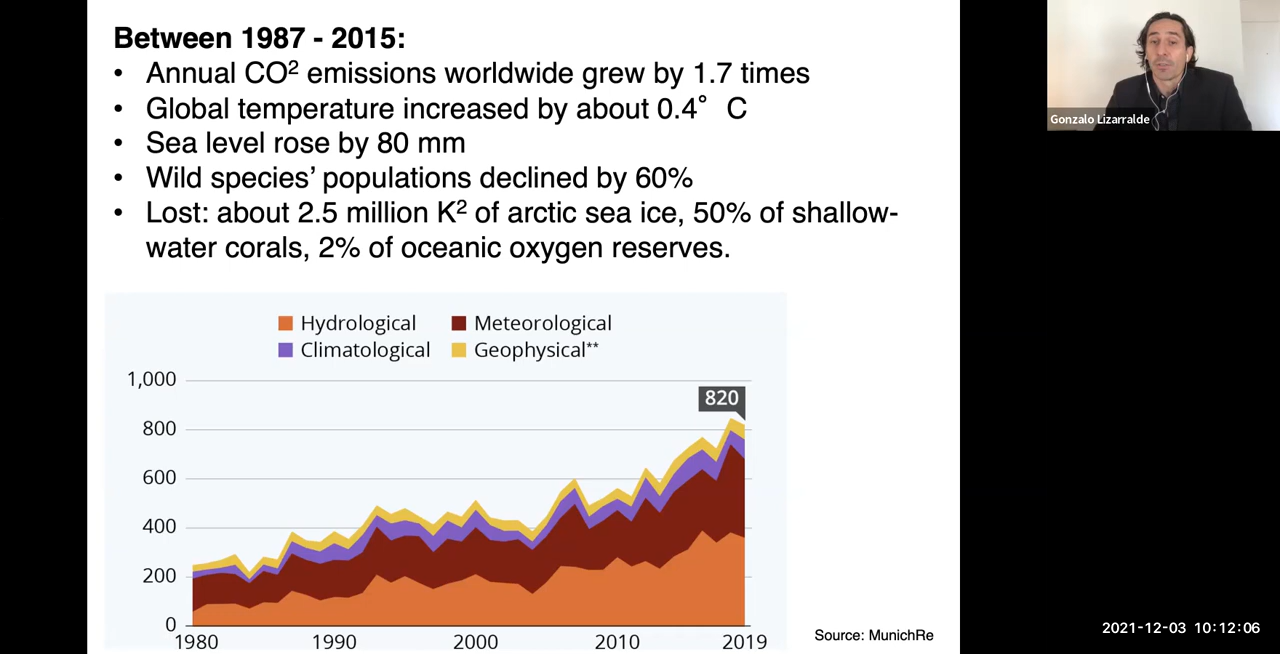 Between 1987 - 2015:
• Annual CO² emissions worldwide grew by 1.7 times
• Global temperature increased by about 0.4° C
• Sea level rose by 80 mm
• Wild species’ populations declined by 60%
• Lost: about 2.5 million K² of arctic sea ice, 50% of shallow-
water corals, 2% of oceanic oxygen reserves.
Gonzalo Lizarralde
Hydrological Meteorological
Climatological Geophysical**
1,000
820
800
600
400
200
0
1980 1990 2000 2010 2019
Source: MunichRe
2021-12-03 10:12:06